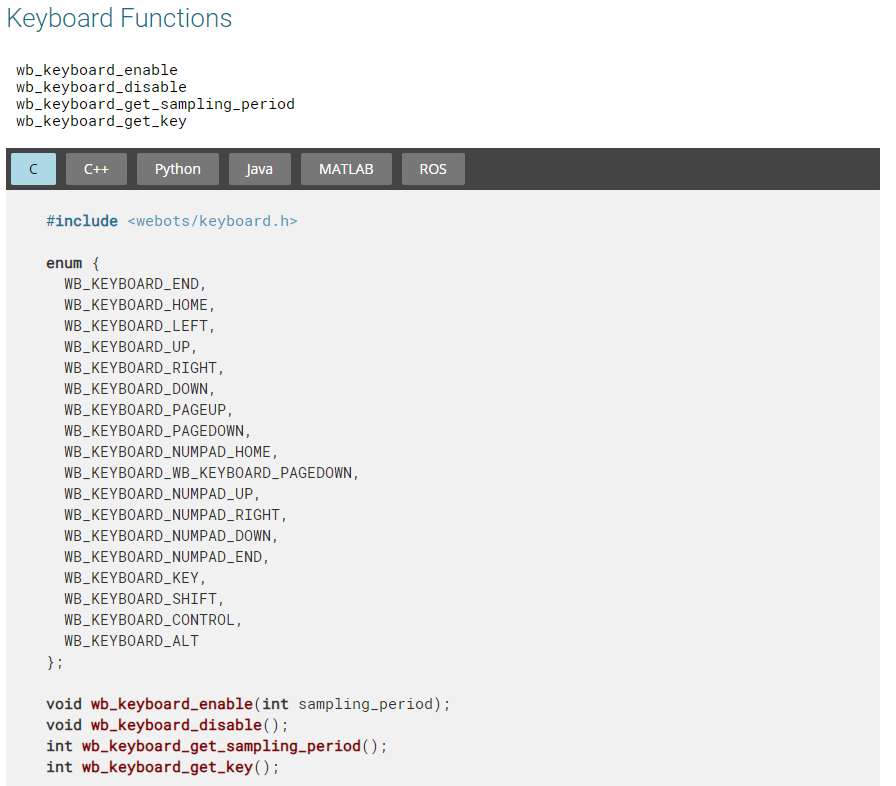 Keyboard Functions
wb_keyboard_enable
wb_keyboard_disable
wb_keyboard_get_sampling_period
wb_keyboard_get_key
C C++ Python Java MATLAB ROS
#include <webots/keyboard.h>
enum {
WB_KEYBOARD_END,
WB_KEYBOARD_HOME,
WB_KEYBOARD_LEFT,
WB_KEYBOARD_UP,
WB_KEYBOARD_RIGHT,
WB_KEYBOARD_DOWN,
WB_KEYBOARD_PAGEUP,
WB_KEYBOARD_PAGEDOWN,
WB_KEYBOARD_NUMPAD_HOME,
WB_KEYBOARD_WB_KEYBOARD_PAGEDOWN,
WB_KEYBOARD_NUMPAD_UP,
WB_KEYBOARD_NUMPAD_RIGHT,
WB_KEYBOARD_NUMPAD_DOWN,
WB_KEYBOARD_NUMPAD_END,
WB_KEYBOARD_KEY,
WB_KEYBOARD_SHIFT,
WB_KEYBOARD_CONTROL,
WB_KEYBOARD_ALT
};
void wb_keyboard_enable(int sampling_period);
void wb_keyboard_disable();
int wb_keyboard_get_sampling_period();
int wb_keyboard_get_key();